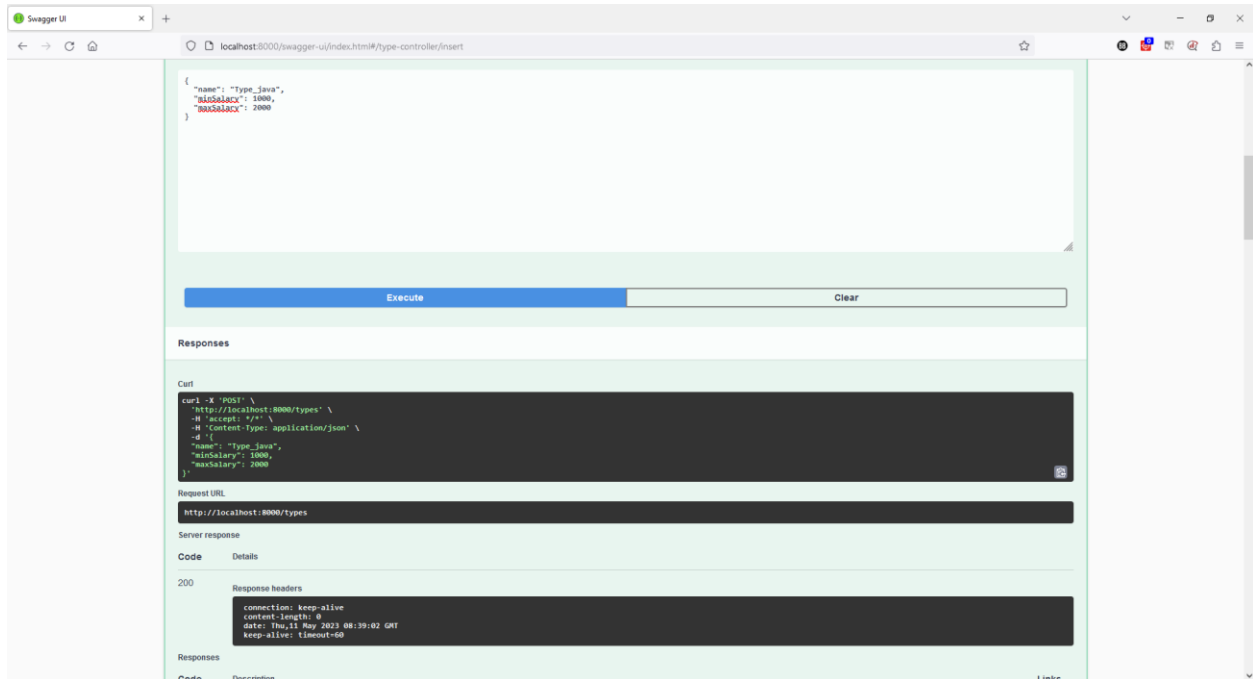 Swagger UI
localhost:8000/swagger-ui/index.html#/type-controller/insert
{
"name": "Type_java",
"minSalary": 1000,
"maxSalary": 2000
}
Execute Clear
Responses
Curl
curl -X 'POST' \
'http://localhost:8000/types' \
-H 'accept: */*' \
-H 'Content-Type: application/json' \
-d '{
"name": "Type_java",
"minSalary": 1000,
"maxSalary": 2000
}'
Request URL
http://localhost:8000/types
Server response
Code Details
200
Response headers
connection: keep-alive
content-length: 0
date: Thu,11 May 2023 08:39:02 GMT
keep-alive: timeout=60
Responses
Code Description Links